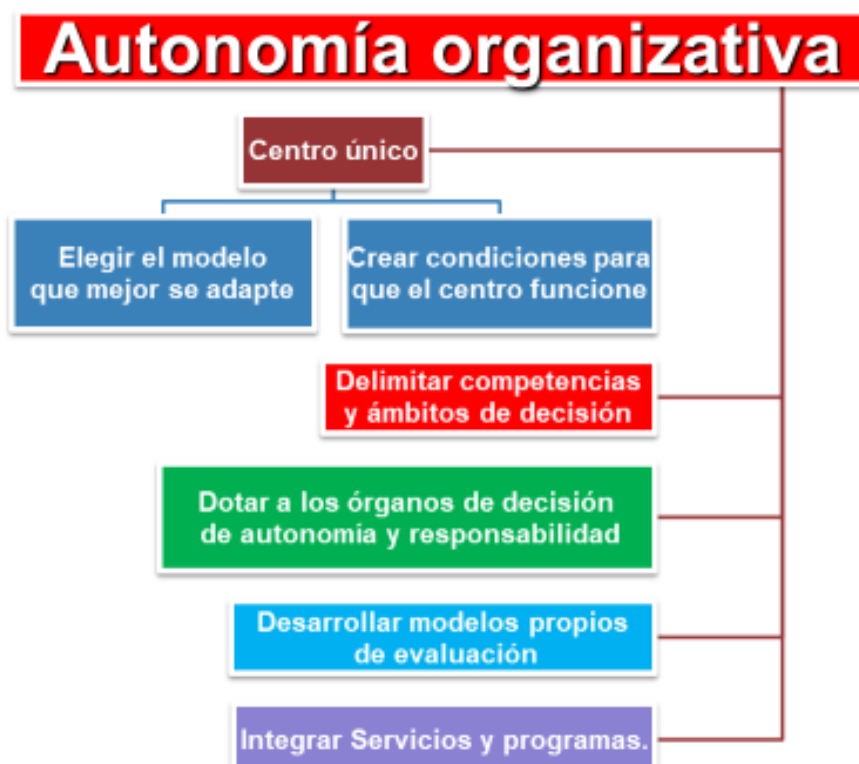 Autonomía organizativa
Centro único
Elegir el modelo
que mejor se adapte
Crear condiciones para
que el centro funcione
Delimitar competencias
y ámbitos de decisión
Dotar a los órganos de decisión
de autonomía y responsabilidad
Desarrollar modelos propios
de evaluación
Integrar Servicios y programas.